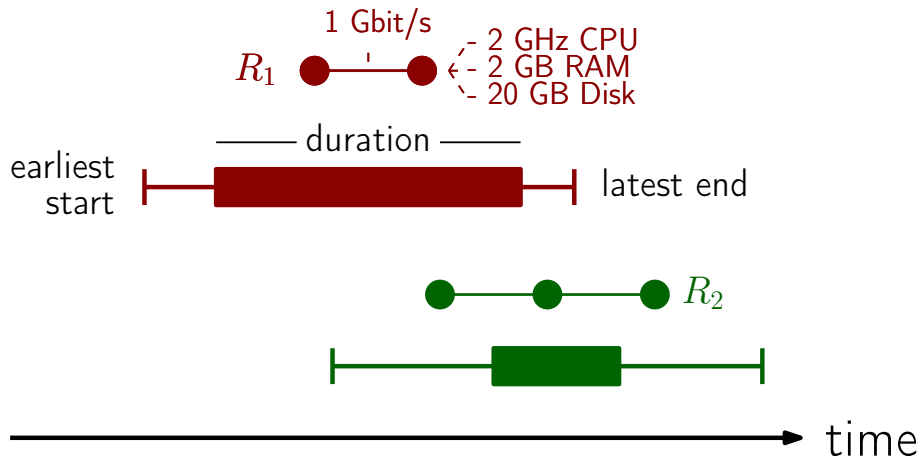 1 Gbit/s
R₁
- 2 GHz CPU
- 2 GB RAM
- 20 GB Disk
duration
earliest
start
latest end
R₂
time